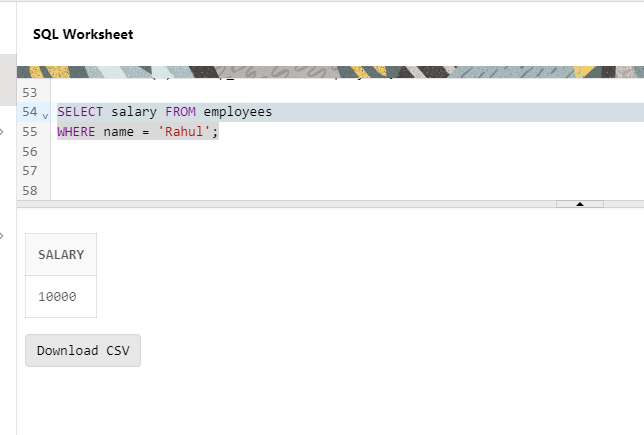 SQL Worksheet
53
54 SELECT salary FROM employees
55 WHERE name = 'Rahul';
56
57
58
SALARY
10000
Download CSV